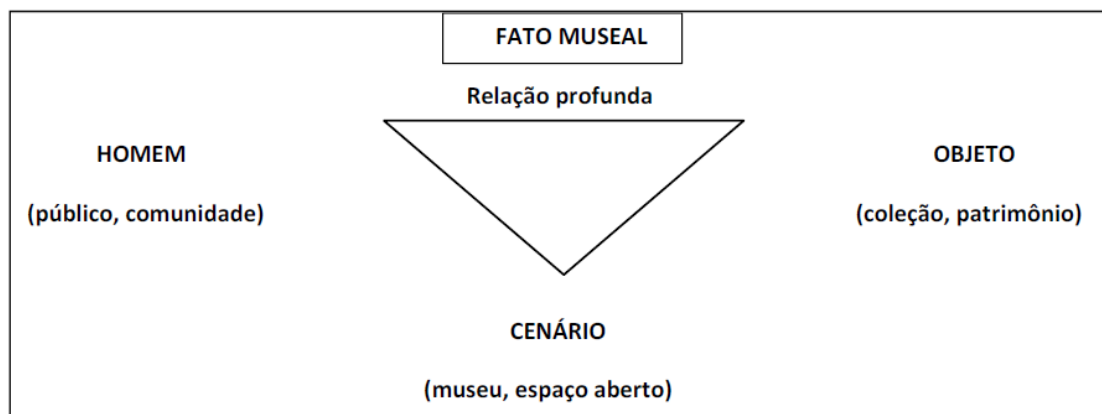 FATO MUSEAL
Relação profunda
HOMEM
OBJETO
(público, comunidade)
(coleção, patrimônio)
CENÁRIO
(museu, espaço aberto)